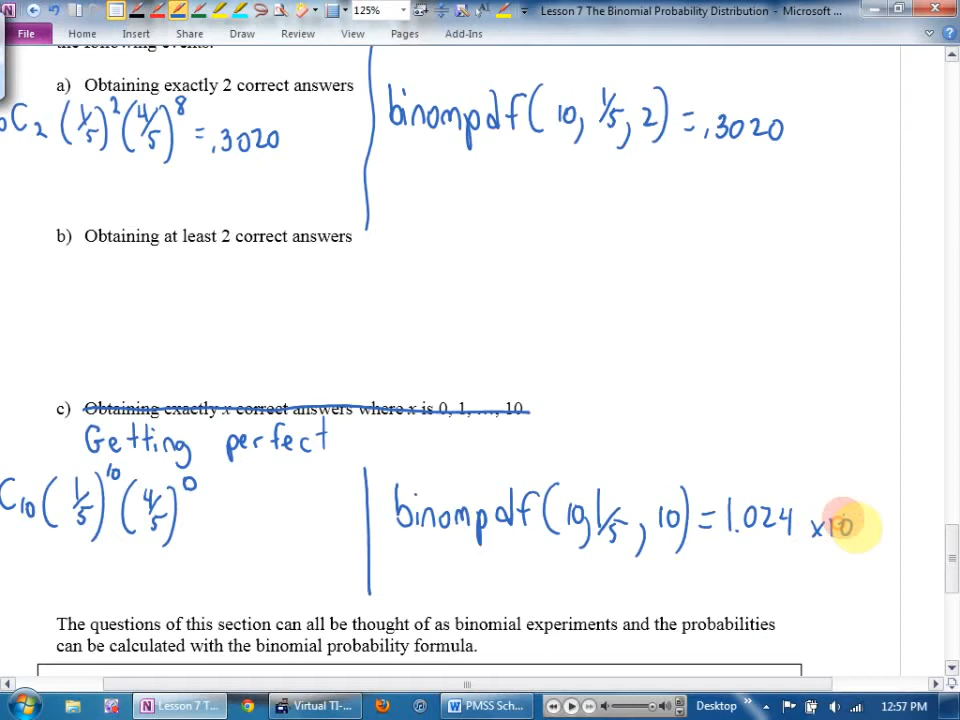 125%
Lesson 7 The Binomial Probability Distribution - Microsoft ...
File Home Insert Draw Review View Pages Add-Ins
the following events.
a) Obtaining exactly 2 correct answers
C₂ (1/5)² (4/5)⁸ = .3020
binompdf(10, 1/5, 2) = .3020
b) Obtaining at least 2 correct answers
c) Obtaining exactly x correct answers where x is 0, 1, ..., 10.
Getting perfect
C₁₀ (1/5)¹⁰ (4/5)⁰
binompdf(10, 1/5, 10) = 1.024 x10
The questions of this section can all be thought of as binomial experiments and the probabilities
can be calculated with the binomial probability formula.
Lesson 7 T... Virtual TI-... PMSS Sch... Desktop 12:57 PM